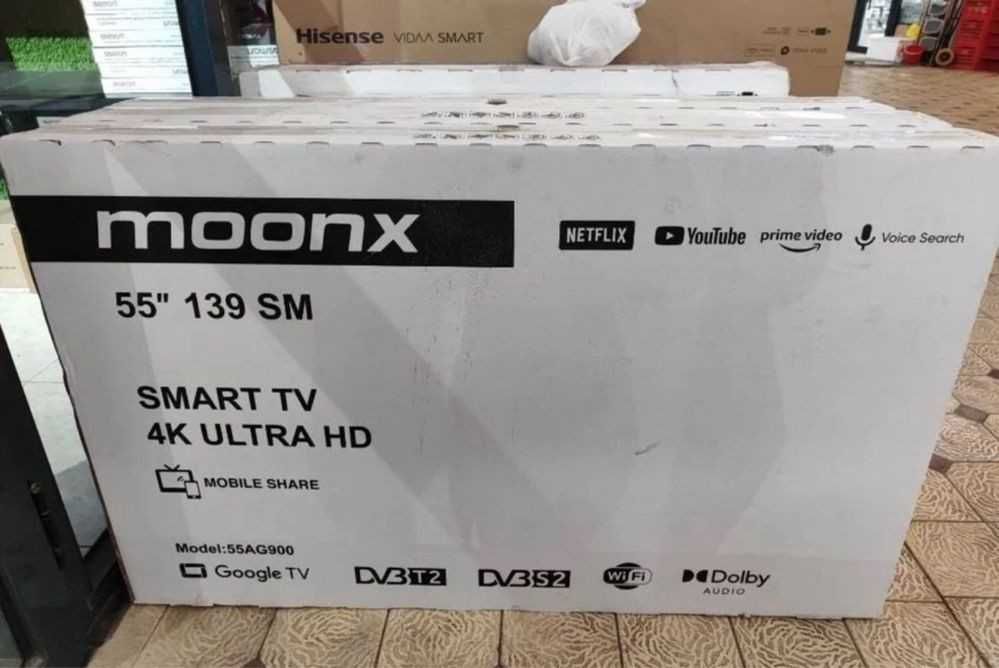 Hisense VIDAA SMART
moonx
NETFLIX YouTube prime video Voice Search
55" 139 SM
SMART TV
4K ULTRA HD
MOBILE SHARE
Model:55AG900
Google TV DVB T2 DVB S2 WiFi Dolby
AUDIO